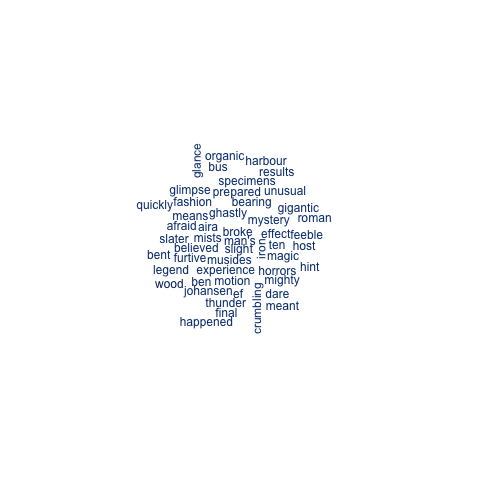 glance
organic
bus
harbour
results
specimens
glimpse
prepared
unusual
quickly
fashion
bearing
means
ghastly
gigantic
mystery
roman
afraid
aira
broke
effect
feeble
slater
mists
man's
iron
ten
host
believed
slight
bent
furtive
musides
magic
legend
experience
horrors
hint
wood
ben
motion
mighty
johansen
ef
crumbling
dare
thunder
meant
final
happened